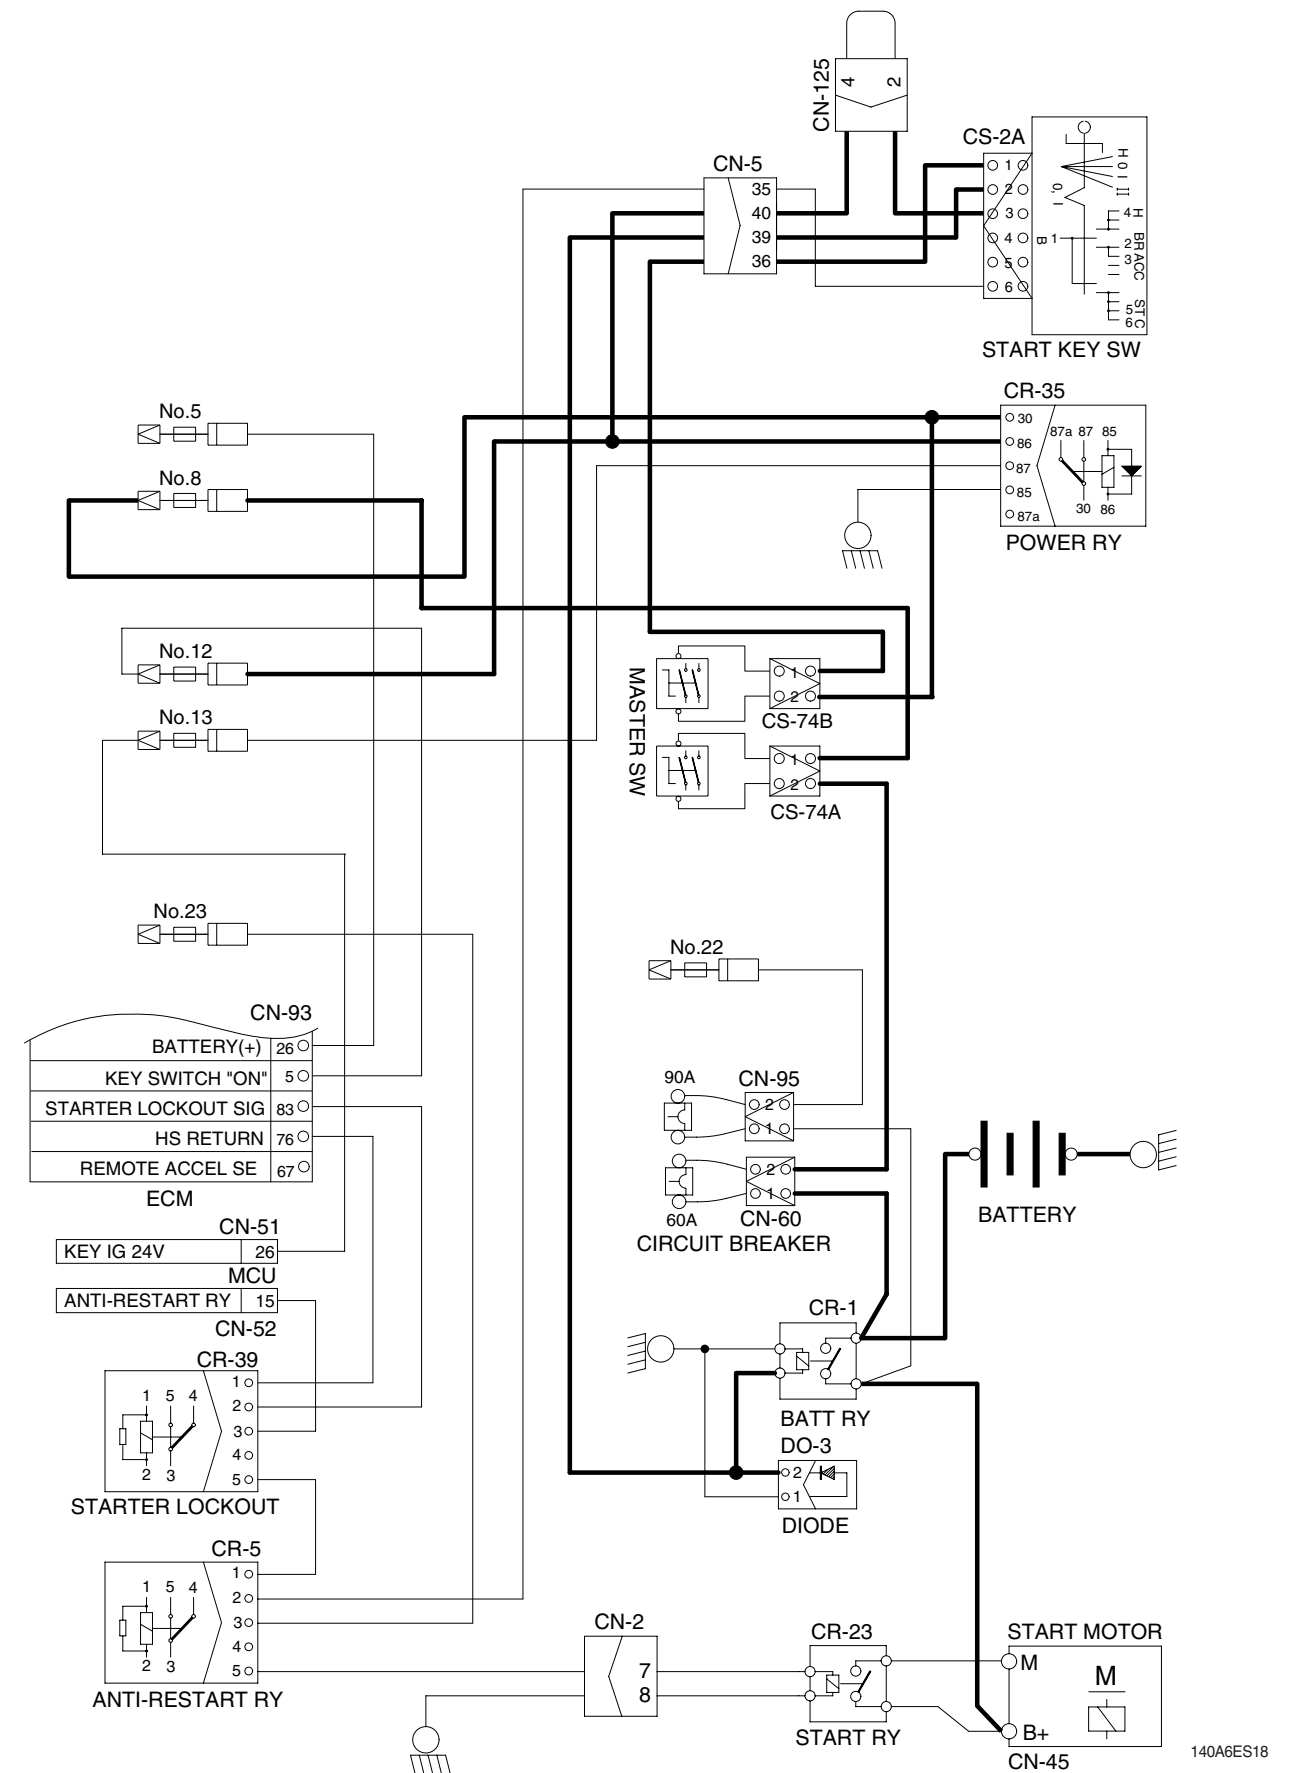 CN-125
4 2
CS-2A
1
2
3
4
5
6
H O I II
0, I
4 H
B 1
2 BR
3 ACC
5 ST
6 C
START KEY SW
CN-5
35
40
39
36
CR-35
30
86
87
85
87a
87a 87 85
30 86
POWER RY
No.5
No.8
No.12
No.13
MASTER SW
1
2
CS-74B
1
2
CS-74A
No.23
No.22
CN-93
BATTERY(+) 26
KEY SWITCH "ON" 5
STARTER LOCKOUT SIG 83
HS RETURN 76
REMOTE ACCEL SE 67
ECM
90A CN-95
2
1
2
1
60A CN-60
CIRCUIT BREAKER
BATTERY
CN-51
KEY IG 24V 26
MCU
ANTI-RESTART RY 15
CN-52
CR-1
BATT RY
CR-39
1
2
3
4
5
1 5 4
2 3
STARTER LOCKOUT
DO-3
2
1
DIODE
CR-5
1
2
3
4
5
1 5 4
2 3
ANTI-RESTART RY
CN-2
7
8
CR-23
START RY
START MOTOR
M
M
B+
CN-45
140A6ES18